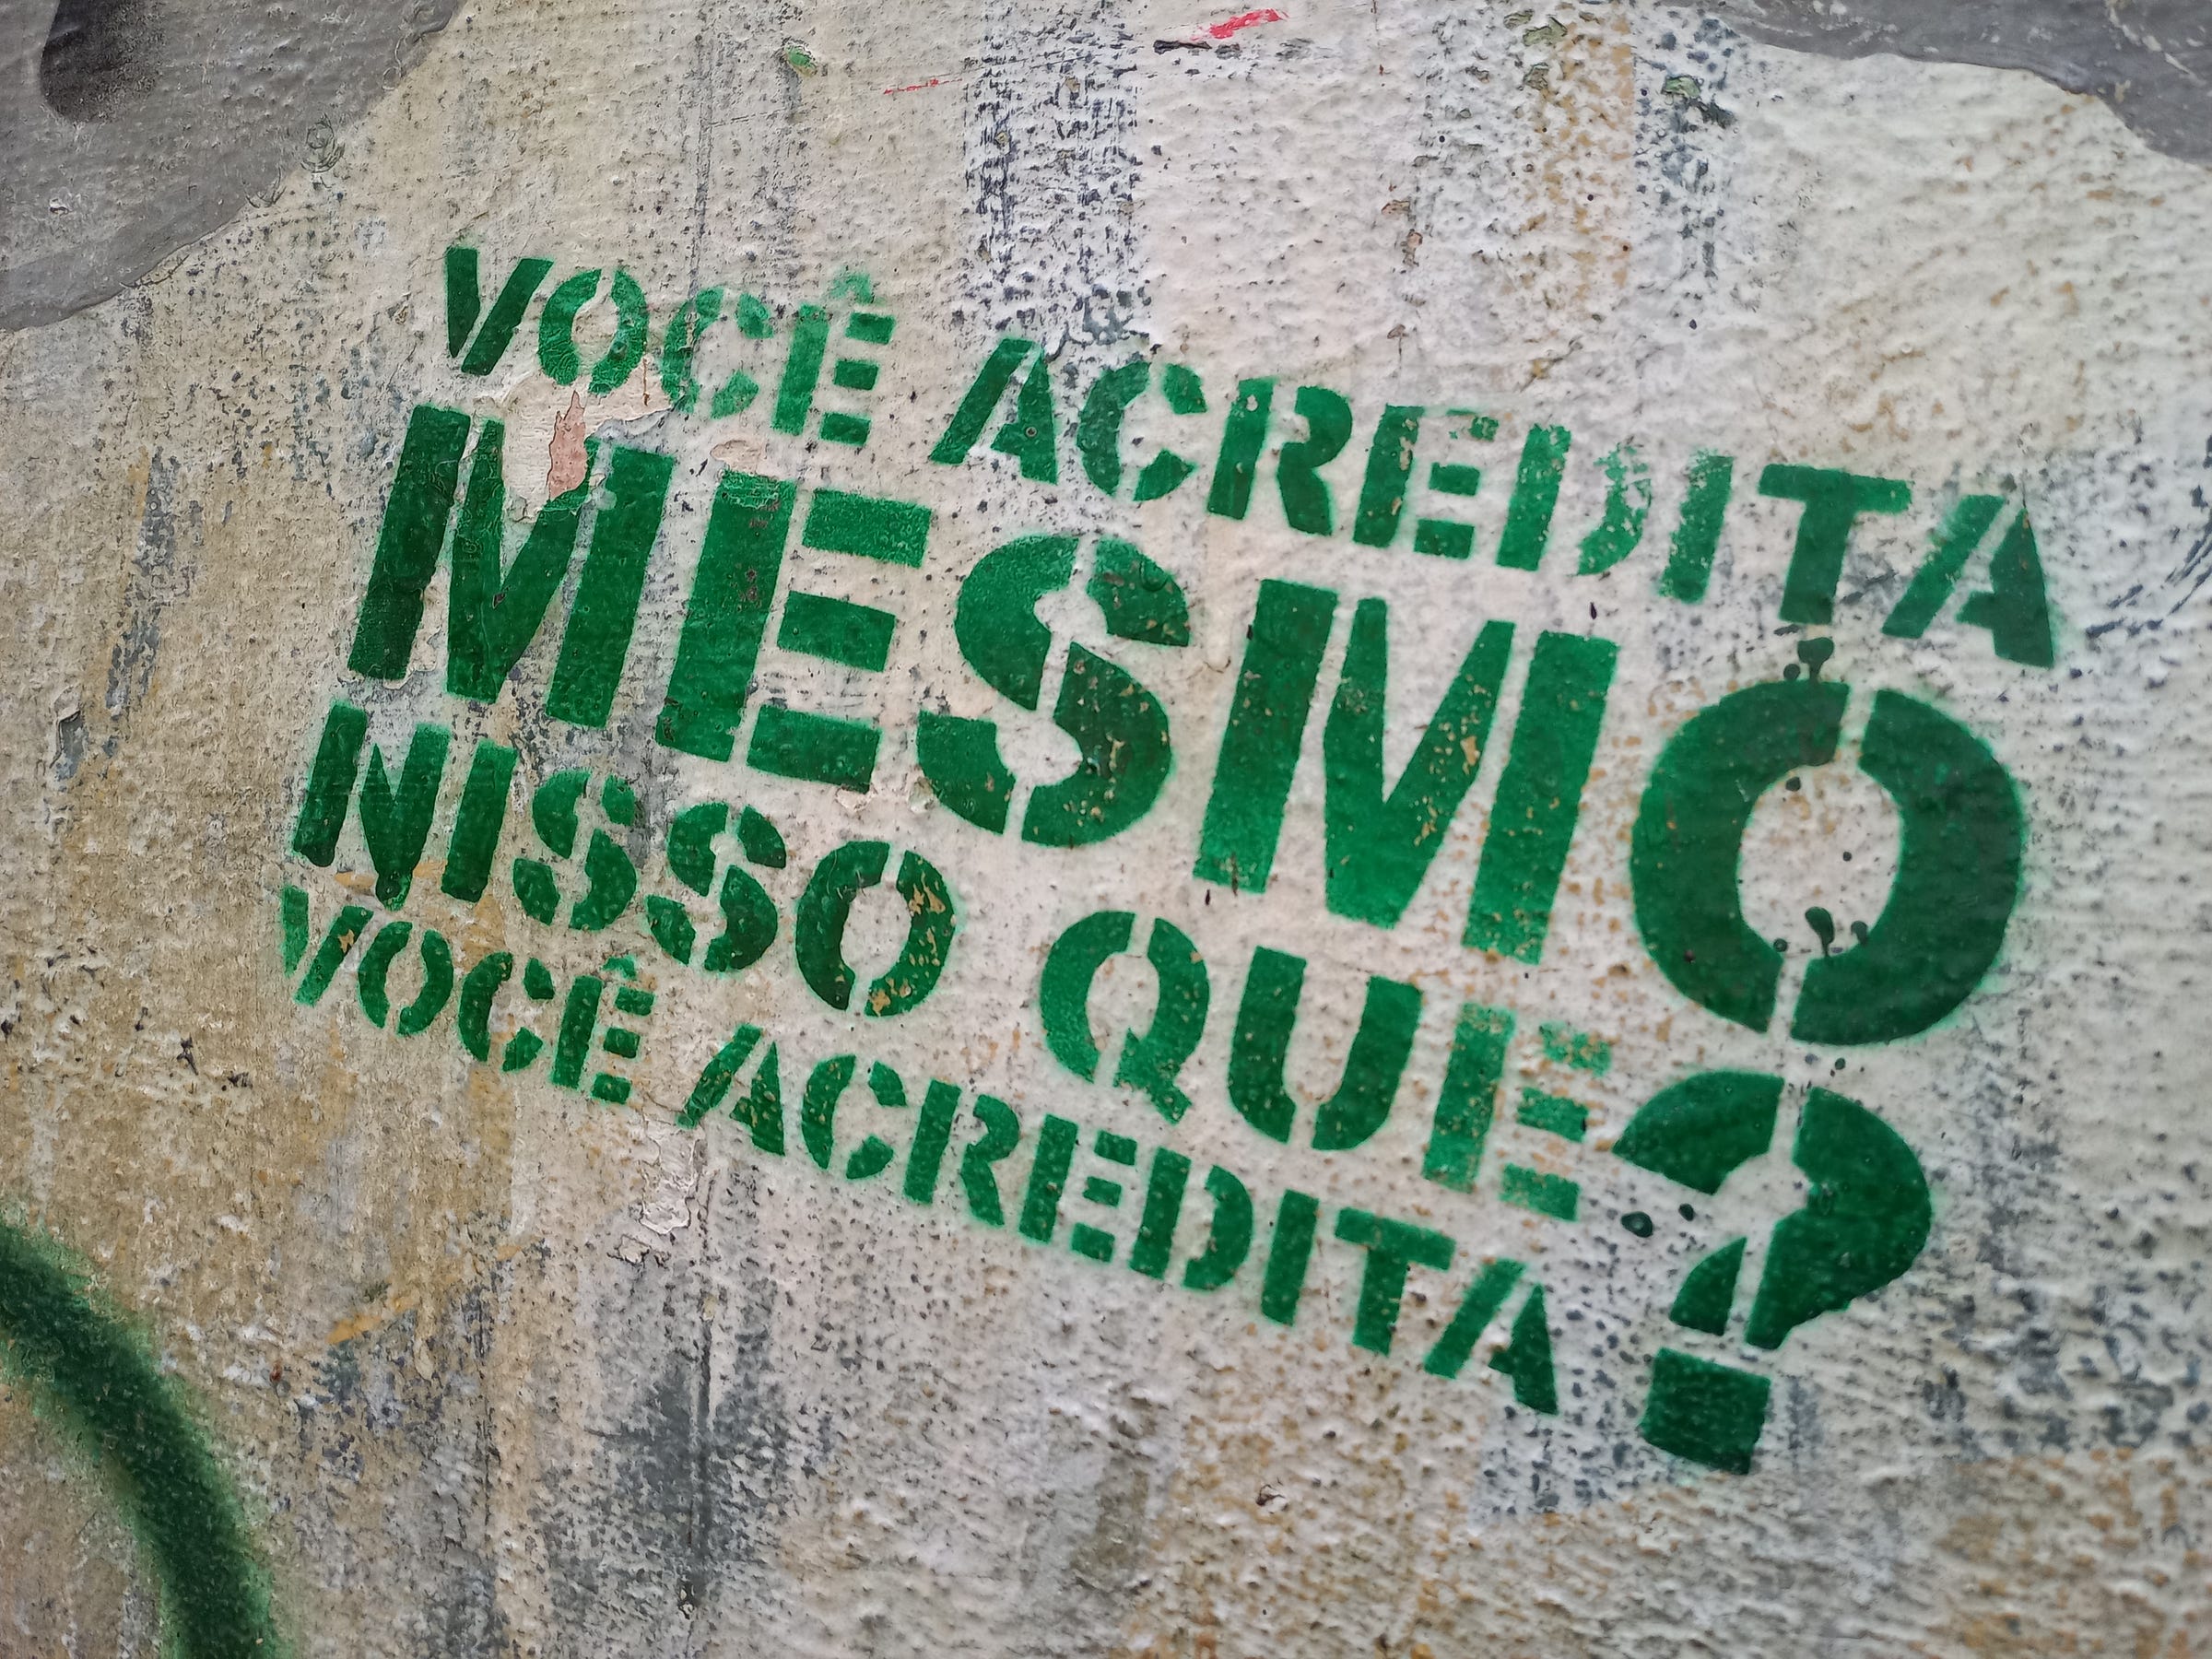 VOCÊ ACREDITA
MESMO
NISSO QUE
VOCÊ ACREDITA?